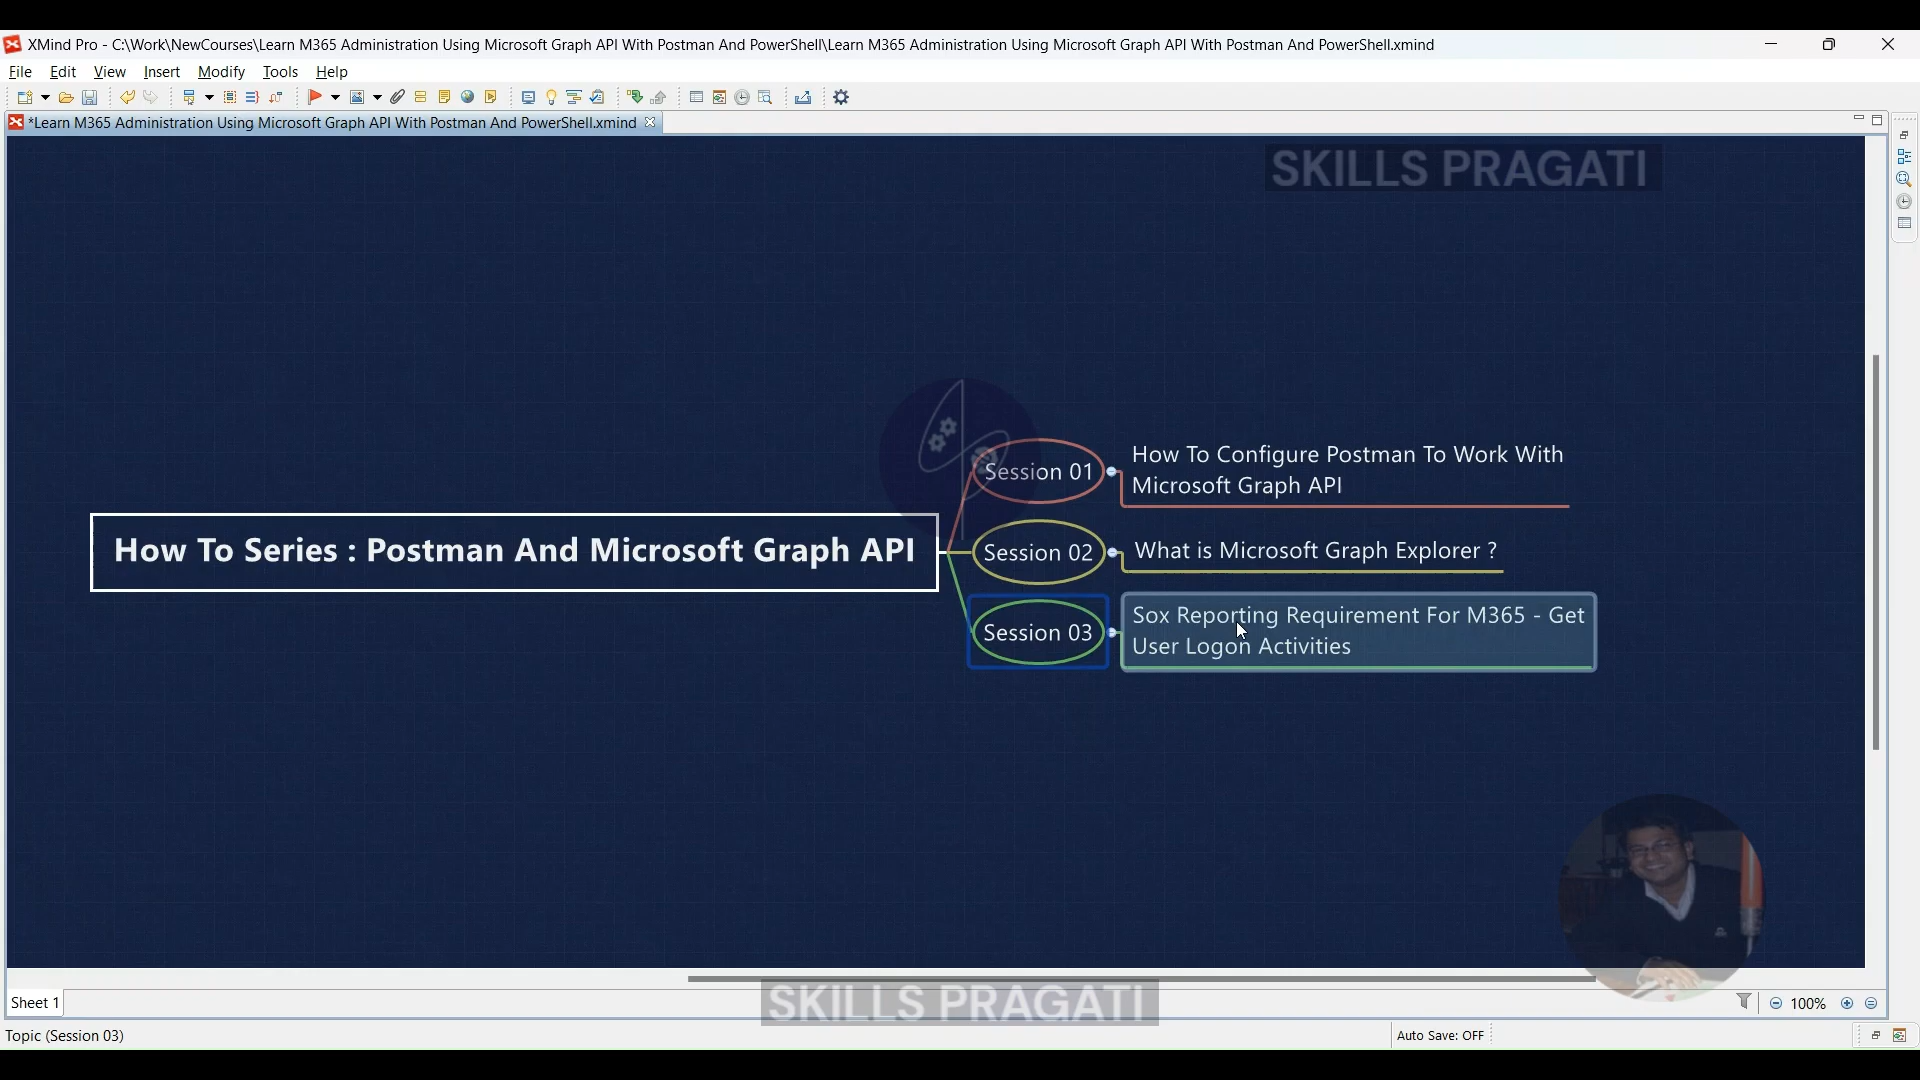 XMind Pro - C:\Work\NewCourses\Learn M365 Administration Using Microsoft Graph API With Postman And PowerShell\Learn M365 Administration Using Microsoft Graph API With Postman And PowerShell.xmind
File Edit View Insert Modify Tools Help
*Learn M365 Administration Using Microsoft Graph API With Postman And PowerShell.xmind
SKILLS PRAGATI
How To Series : Postman And Microsoft Graph API
Session 01
How To Configure Postman To Work With
Microsoft Graph API
Session 02
What is Microsoft Graph Explorer ?
Session 03
Sox Reporting Requirement For M365 - Get
User Logon Activities
Sheet 1
SKILLS PRAGATI
100%
Topic (Session 03)
Auto Save: OFF